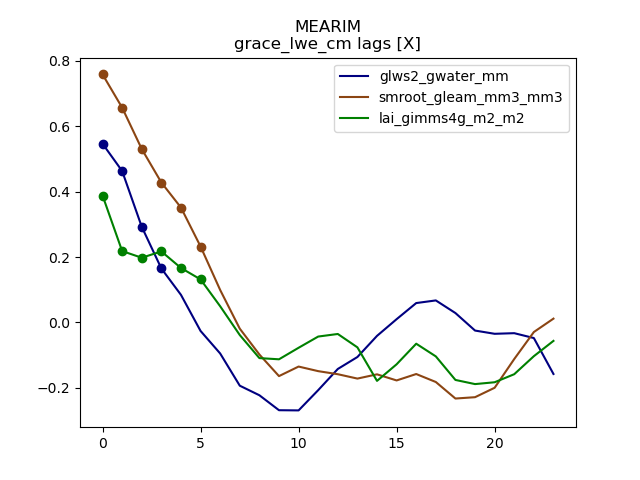 MEARIM
grace_lwe_cm lags [X]
glws2_gwater_mm
smroot_gleam_mm3_mm3
lai_gimms4g_m2_m2
0.8
0.6
0.4
0.2
0.0
−0.2
0 5 10 15 20